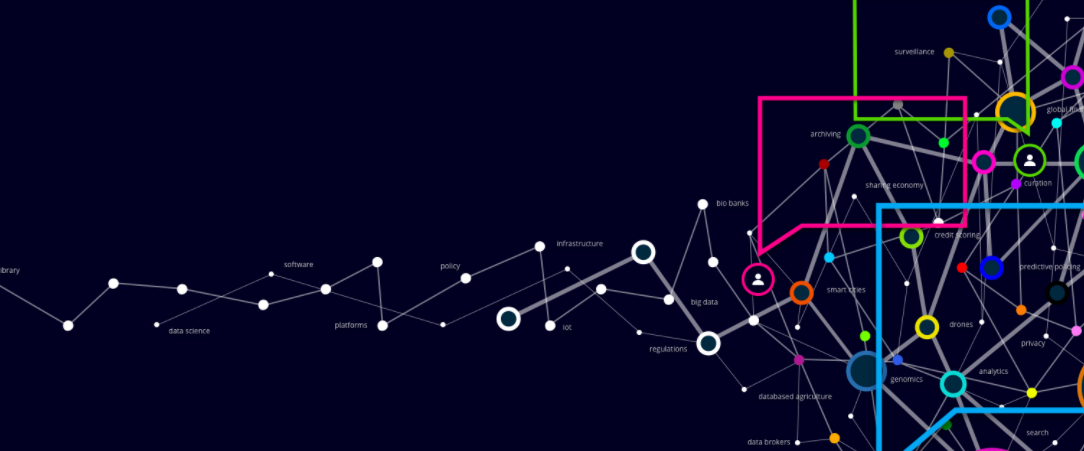 surveillance
global fin
archiving
sharing economy
curation
bio banks
credit scoring
infrastructure
software
policy
predictive policing
library
smart cities
big data
data science
platforms
iot
drones
regulations
privacy
analytics
genomics
databased agriculture
search
data brokers